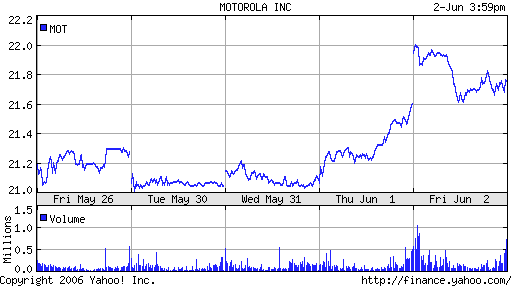 MOTOROLA INC 2-Jun 3:59pm
22.2
MOT
22.0
21.8
21.6
21.4
21.2
21.0
Fri May 26 Tue May 30 Wed May 31 Thu Jun 1 Fri Jun 2
1.5
Volume
1.0
0.5
0.0
Millions
Copyright 2006 Yahoo! Inc. http://finance.yahoo.com/